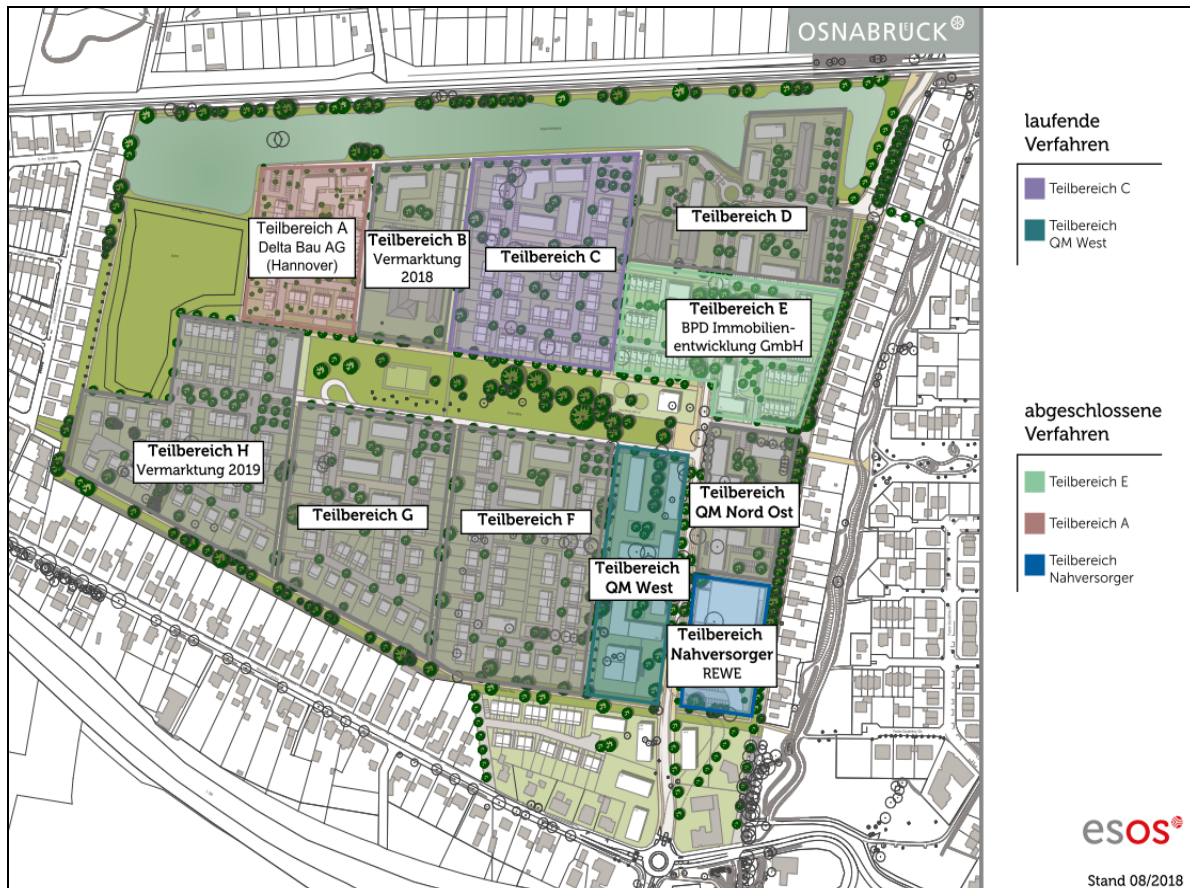 OSNABRÜCK
laufende
Verfahren
Teilbereich C
Teilbereich
QM West
Teilbereich A
Delta Bau AG
(Hannover)
Teilbereich B
Vermarktung
2018
Teilbereich C
Teilbereich D
Teilbereich E
BPD Immobilien-
entwicklung GmbH
abgeschlossene
Verfahren
Teilbereich E
Teilbereich A
Teilbereich
Nahversorger
Teilbereich H
Vermarktung 2019
Teilbereich G
Teilbereich F
Teilbereich
QM Nord Ost
Teilbereich
QM West
Teilbereich
Nahversorger
REWE
esos
Stand 08/2018